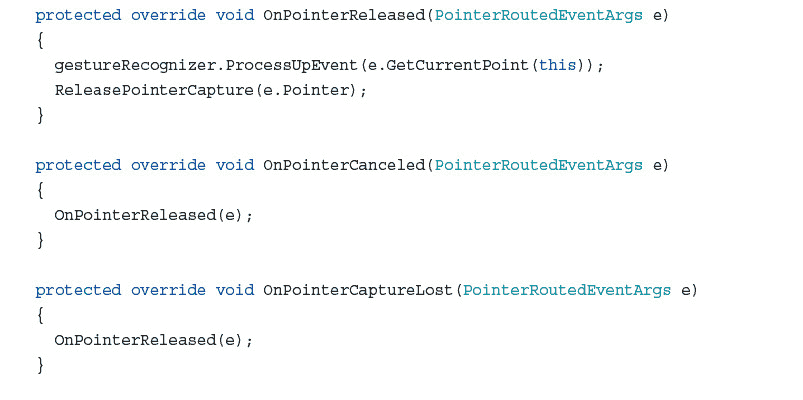 protected override void OnPointerReleased(PointerRoutedEventArgs e)
{
  gestureRecognizer.ProcessUpEvent(e.GetCurrentPoint(this));
  ReleasePointerCapture(e.Pointer);
}

protected override void OnPointerCanceled(PointerRoutedEventArgs e)
{
  OnPointerReleased(e);
}

protected override void OnPointerCaptureLost(PointerRoutedEventArgs e)
{
  OnPointerReleased(e);
}